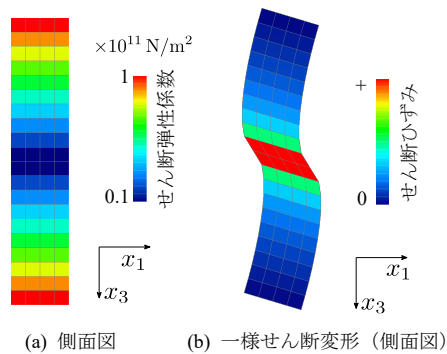 ×10¹¹ N/m²
1
0.1
せん断弾性係数
x₁
x₃
(a) 側面図
+
0
せん断ひずみ
x₁
x₃
(b) 一様せん断変形（側面図）